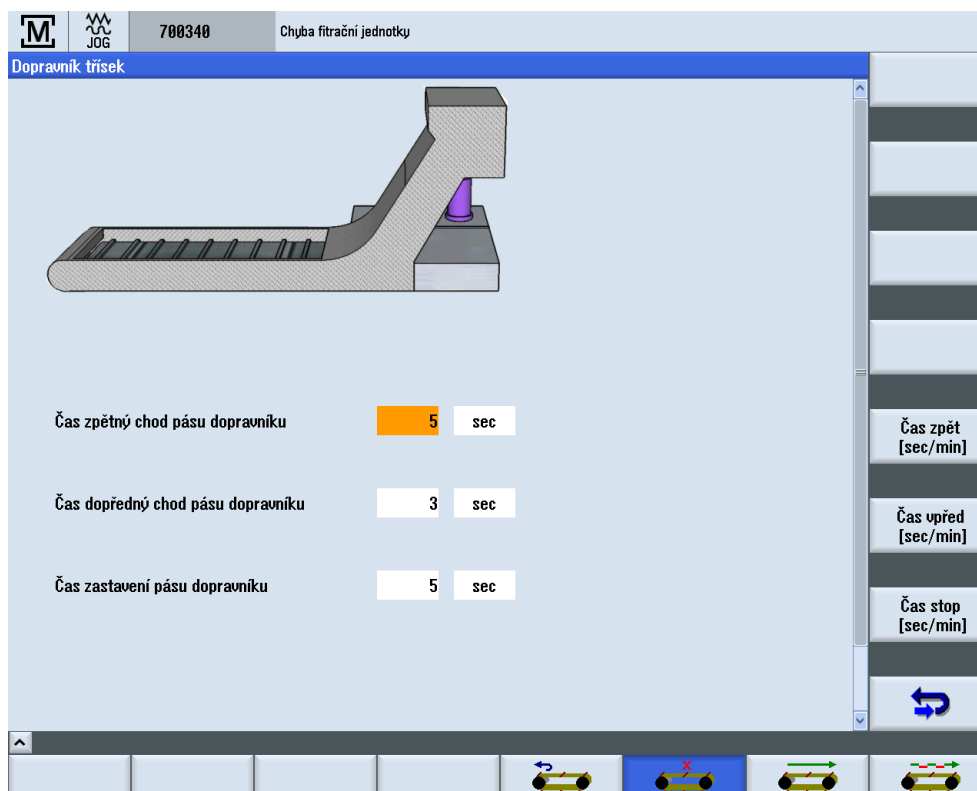 M
JOG
700340
Chyba fitrační jednotky
Dopravník třísek
Čas zpětný chod pásu dopravníku 5 sec
Čas dopředný chod pásu dopravníku 3 sec
Čas zastavení pásu dopravníku 5 sec
Čas zpět
[sec/min]
Čas vpřed
[sec/min]
Čas stop
[sec/min]